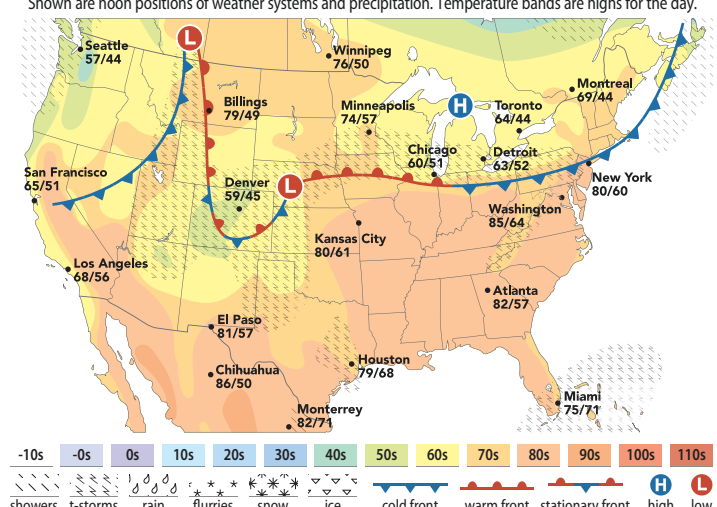 Shown are noon positions of weather systems and precipitation. Temperature bands are highs for the day.
L
Seattle
57/44
Winnipeg
76/50
Billings
79/49
Minneapolis
74/57
H
Toronto
64/44
Montreal
69/44
San Francisco
65/51
Denver
59/45
L
Chicago
60/51
Detroit
63/52
New York
80/60
Washington
85/64
Kansas City
80/61
Los Angeles
68/56
Atlanta
82/57
El Paso
81/57
Houston
79/68
Chihuahua
86/50
Monterrey
82/71
Miami
75/71
-10s -0s 0s 10s 20s 30s 40s 50s 60s 70s 80s 90s 100s 110s
H L
showers t-storms rain flurries snow ice cold front warm front stationary front high low